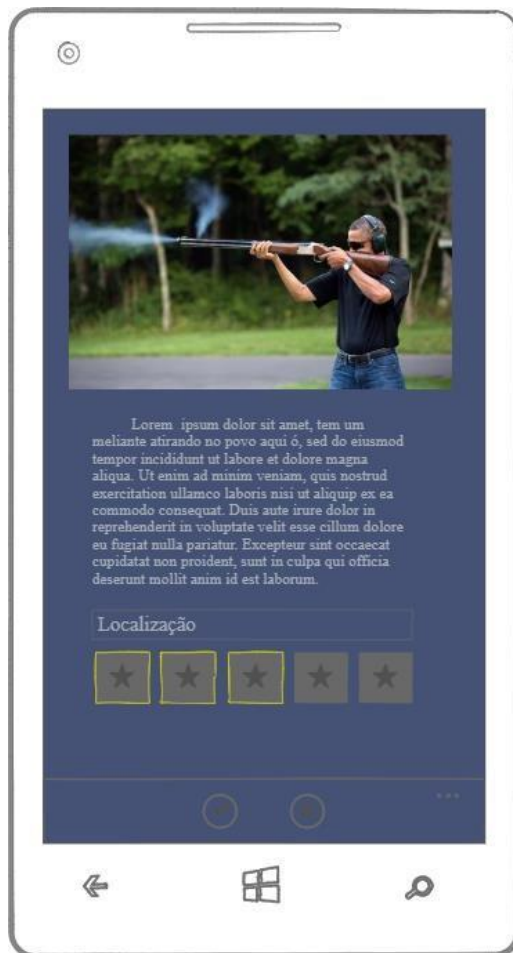 Lorem  ipsum dolor sit amet, tem um
meliante atirando no povo aqui ó, sed do eiusmod
tempor incididunt ut labore et dolore magna
aliqua. Ut enim ad minim veniam, quis nostrud
exercitation ullamco laboris nisi ut aliquip ex ea
commodo consequat. Duis aute irure dolor in
reprehenderit in voluptate velit esse cillum dolore
eu fugiat nulla pariatur. Excepteur sint occaecat
cupidatat non proident, sunt in culpa qui officia
deserunt mollit anim id est laborum.
Localização